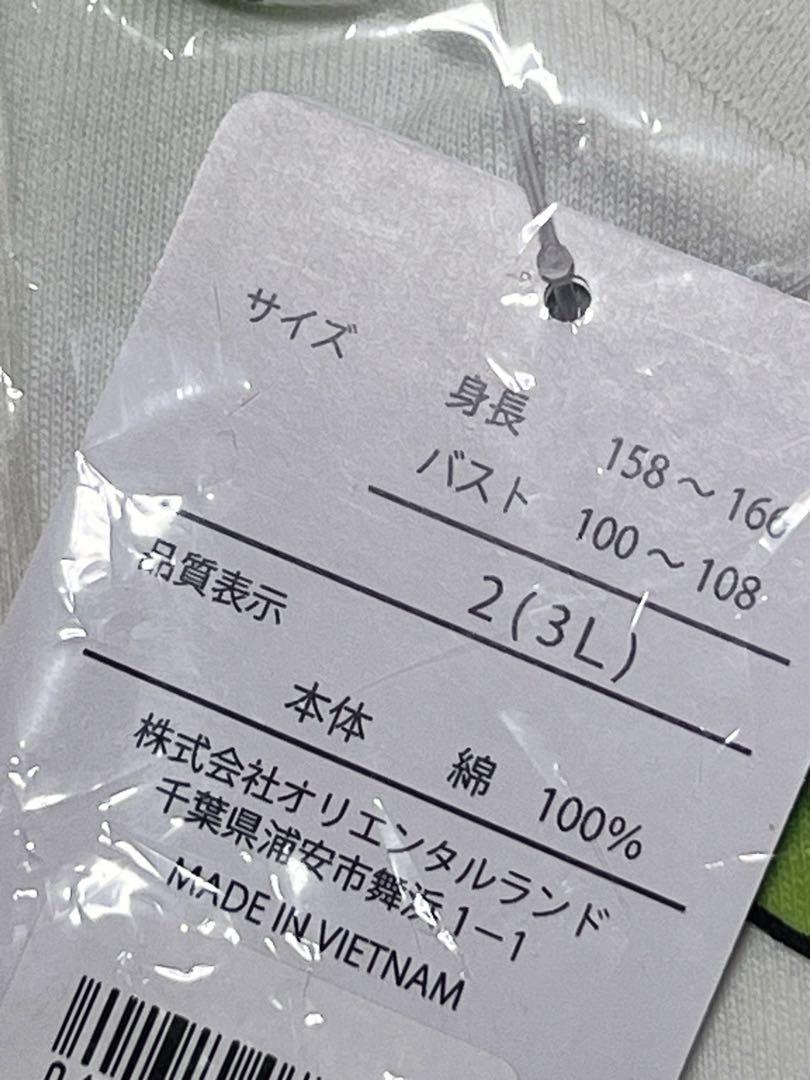 サイズ
身長 158～166
バスト 100～108
2(3L)
品質表示
本体 綿 100%
株式会社オリエンタルランド
千葉県浦安市舞浜 1－1
MADE IN VIETNAM